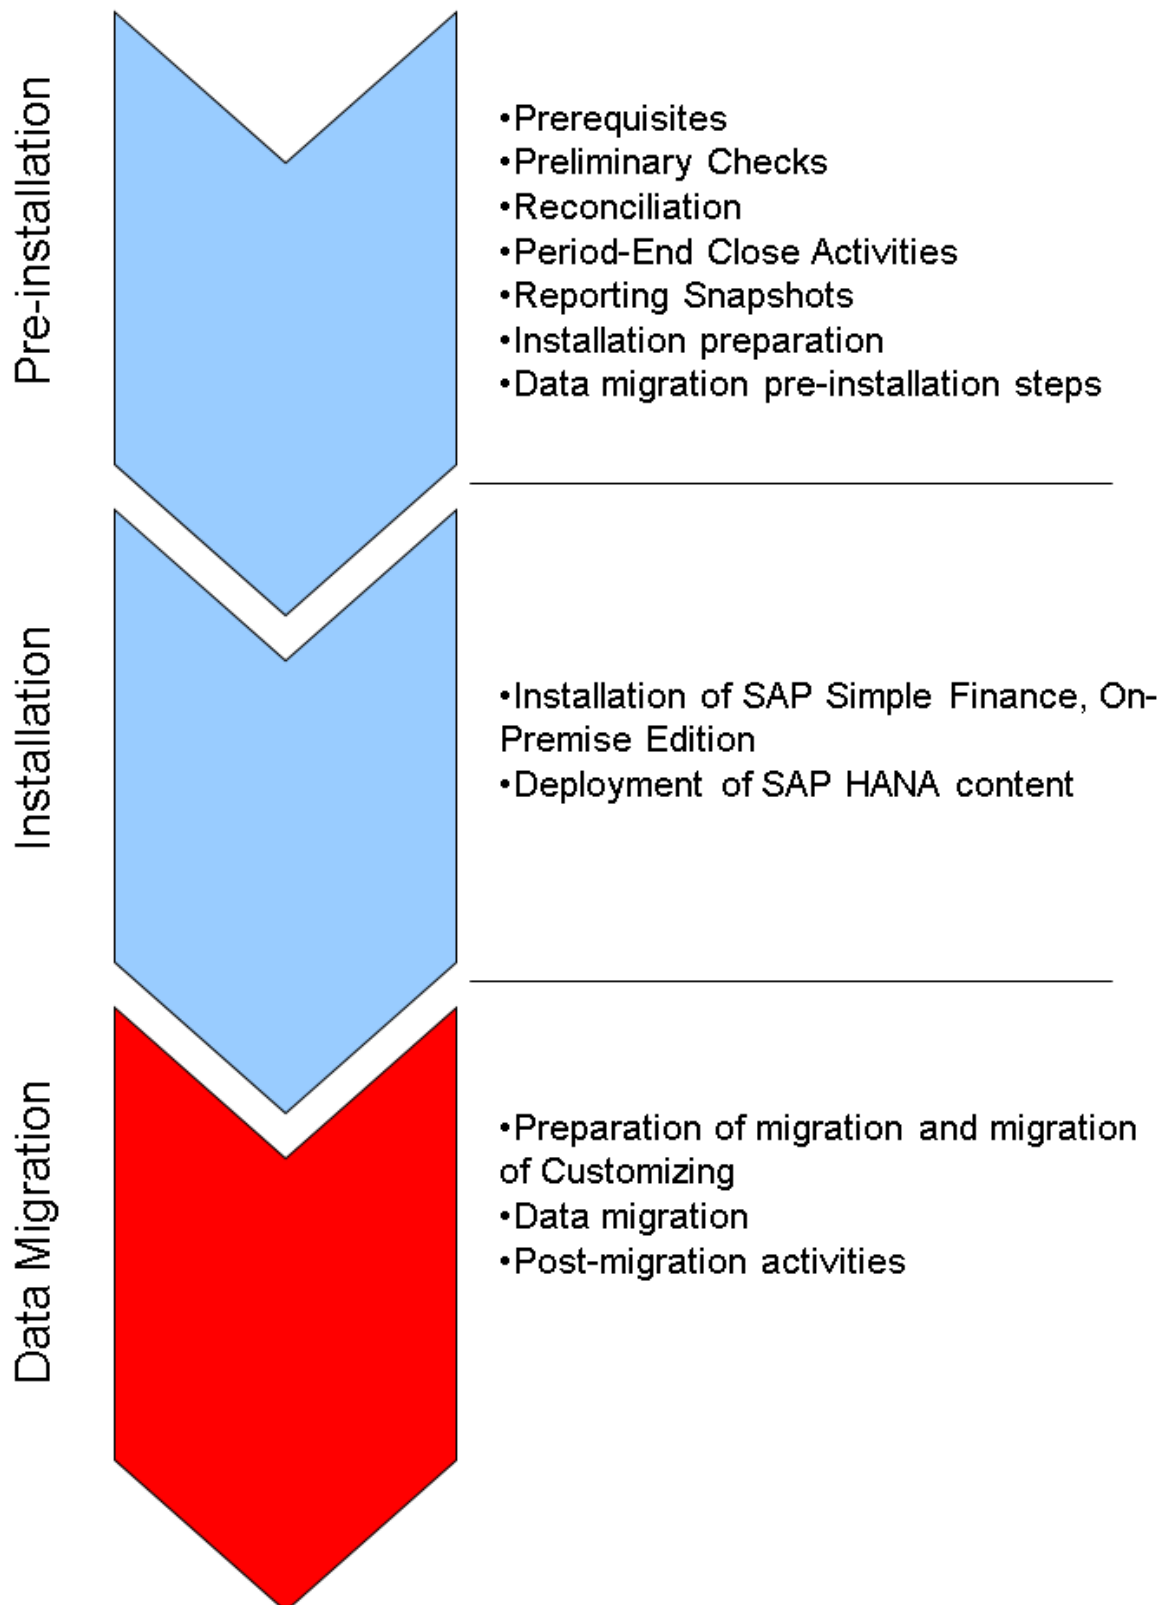 Pre-installation
•Prerequisites
•Preliminary Checks
•Reconciliation
•Period-End Close Activities
•Reporting Snapshots
•Installation preparation
•Data migration pre-installation steps
Installation
•Installation of SAP Simple Finance, On-
Premise Edition
•Deployment of SAP HANA content
Data Migration
•Preparation of migration and migration
of Customizing
•Data migration
•Post-migration activities